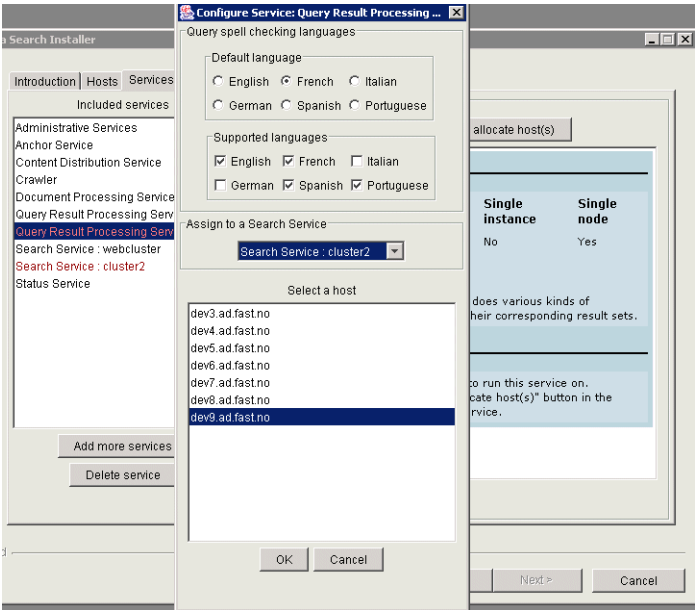 Configure Service: Query Result Processing ...
a Search Installer
Query spell checking languages
Default language
English French Italian
German Spanish Portuguese
Supported languages
English French Italian
German Spanish Portuguese
Assign to a Search Service
Search Service : cluster2
Select a host
dev3.ad.fast.no
dev4.ad.fast.no
dev5.ad.fast.no
dev6.ad.fast.no
dev7.ad.fast.no
dev8.ad.fast.no
dev9.ad.fast.no
OK Cancel
Introduction Hosts Services
Included services
Administrative Services
Anchor Service
Content Distribution Service
Crawler
Document Processing Service
Query Result Processing Serv
Query Result Processing Serv
Search Service : webcluster
Search Service : cluster2
Status Service
Add more services
Delete service
allocate host(s)
Single instance Single node
No Yes
does various kinds of
heir corresponding result sets.
to run this service on.
cate host(s)" button in the
rvice.
Next > Cancel